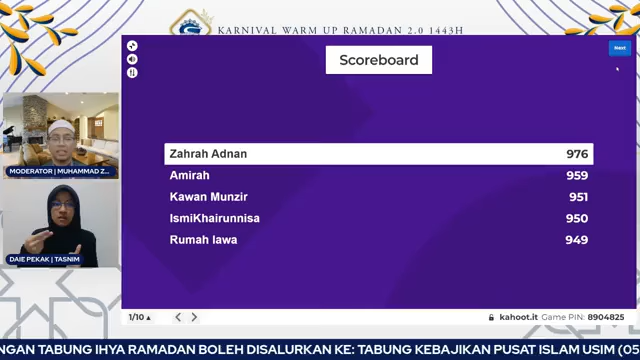 KARNIVAL WARM UP RAMADAN 2.0 1443H
Next
Scoreboard
Zahrah Adnan 976
Amirah 959
Kawan Munzir 951
IsmiKhairunnisa 950
Rumah Iawa 949
MODERATOR | MUHAMMAD Z...
DAIE PEKAK | TASNIM
1/10
kahoot.it Game PIN: 8904825
NGAN TABUNG IHYA RAMADAN BOLEH DISALURKAN KE: TABUNG KEBAJIKAN PUSAT ISLAM USIM (05